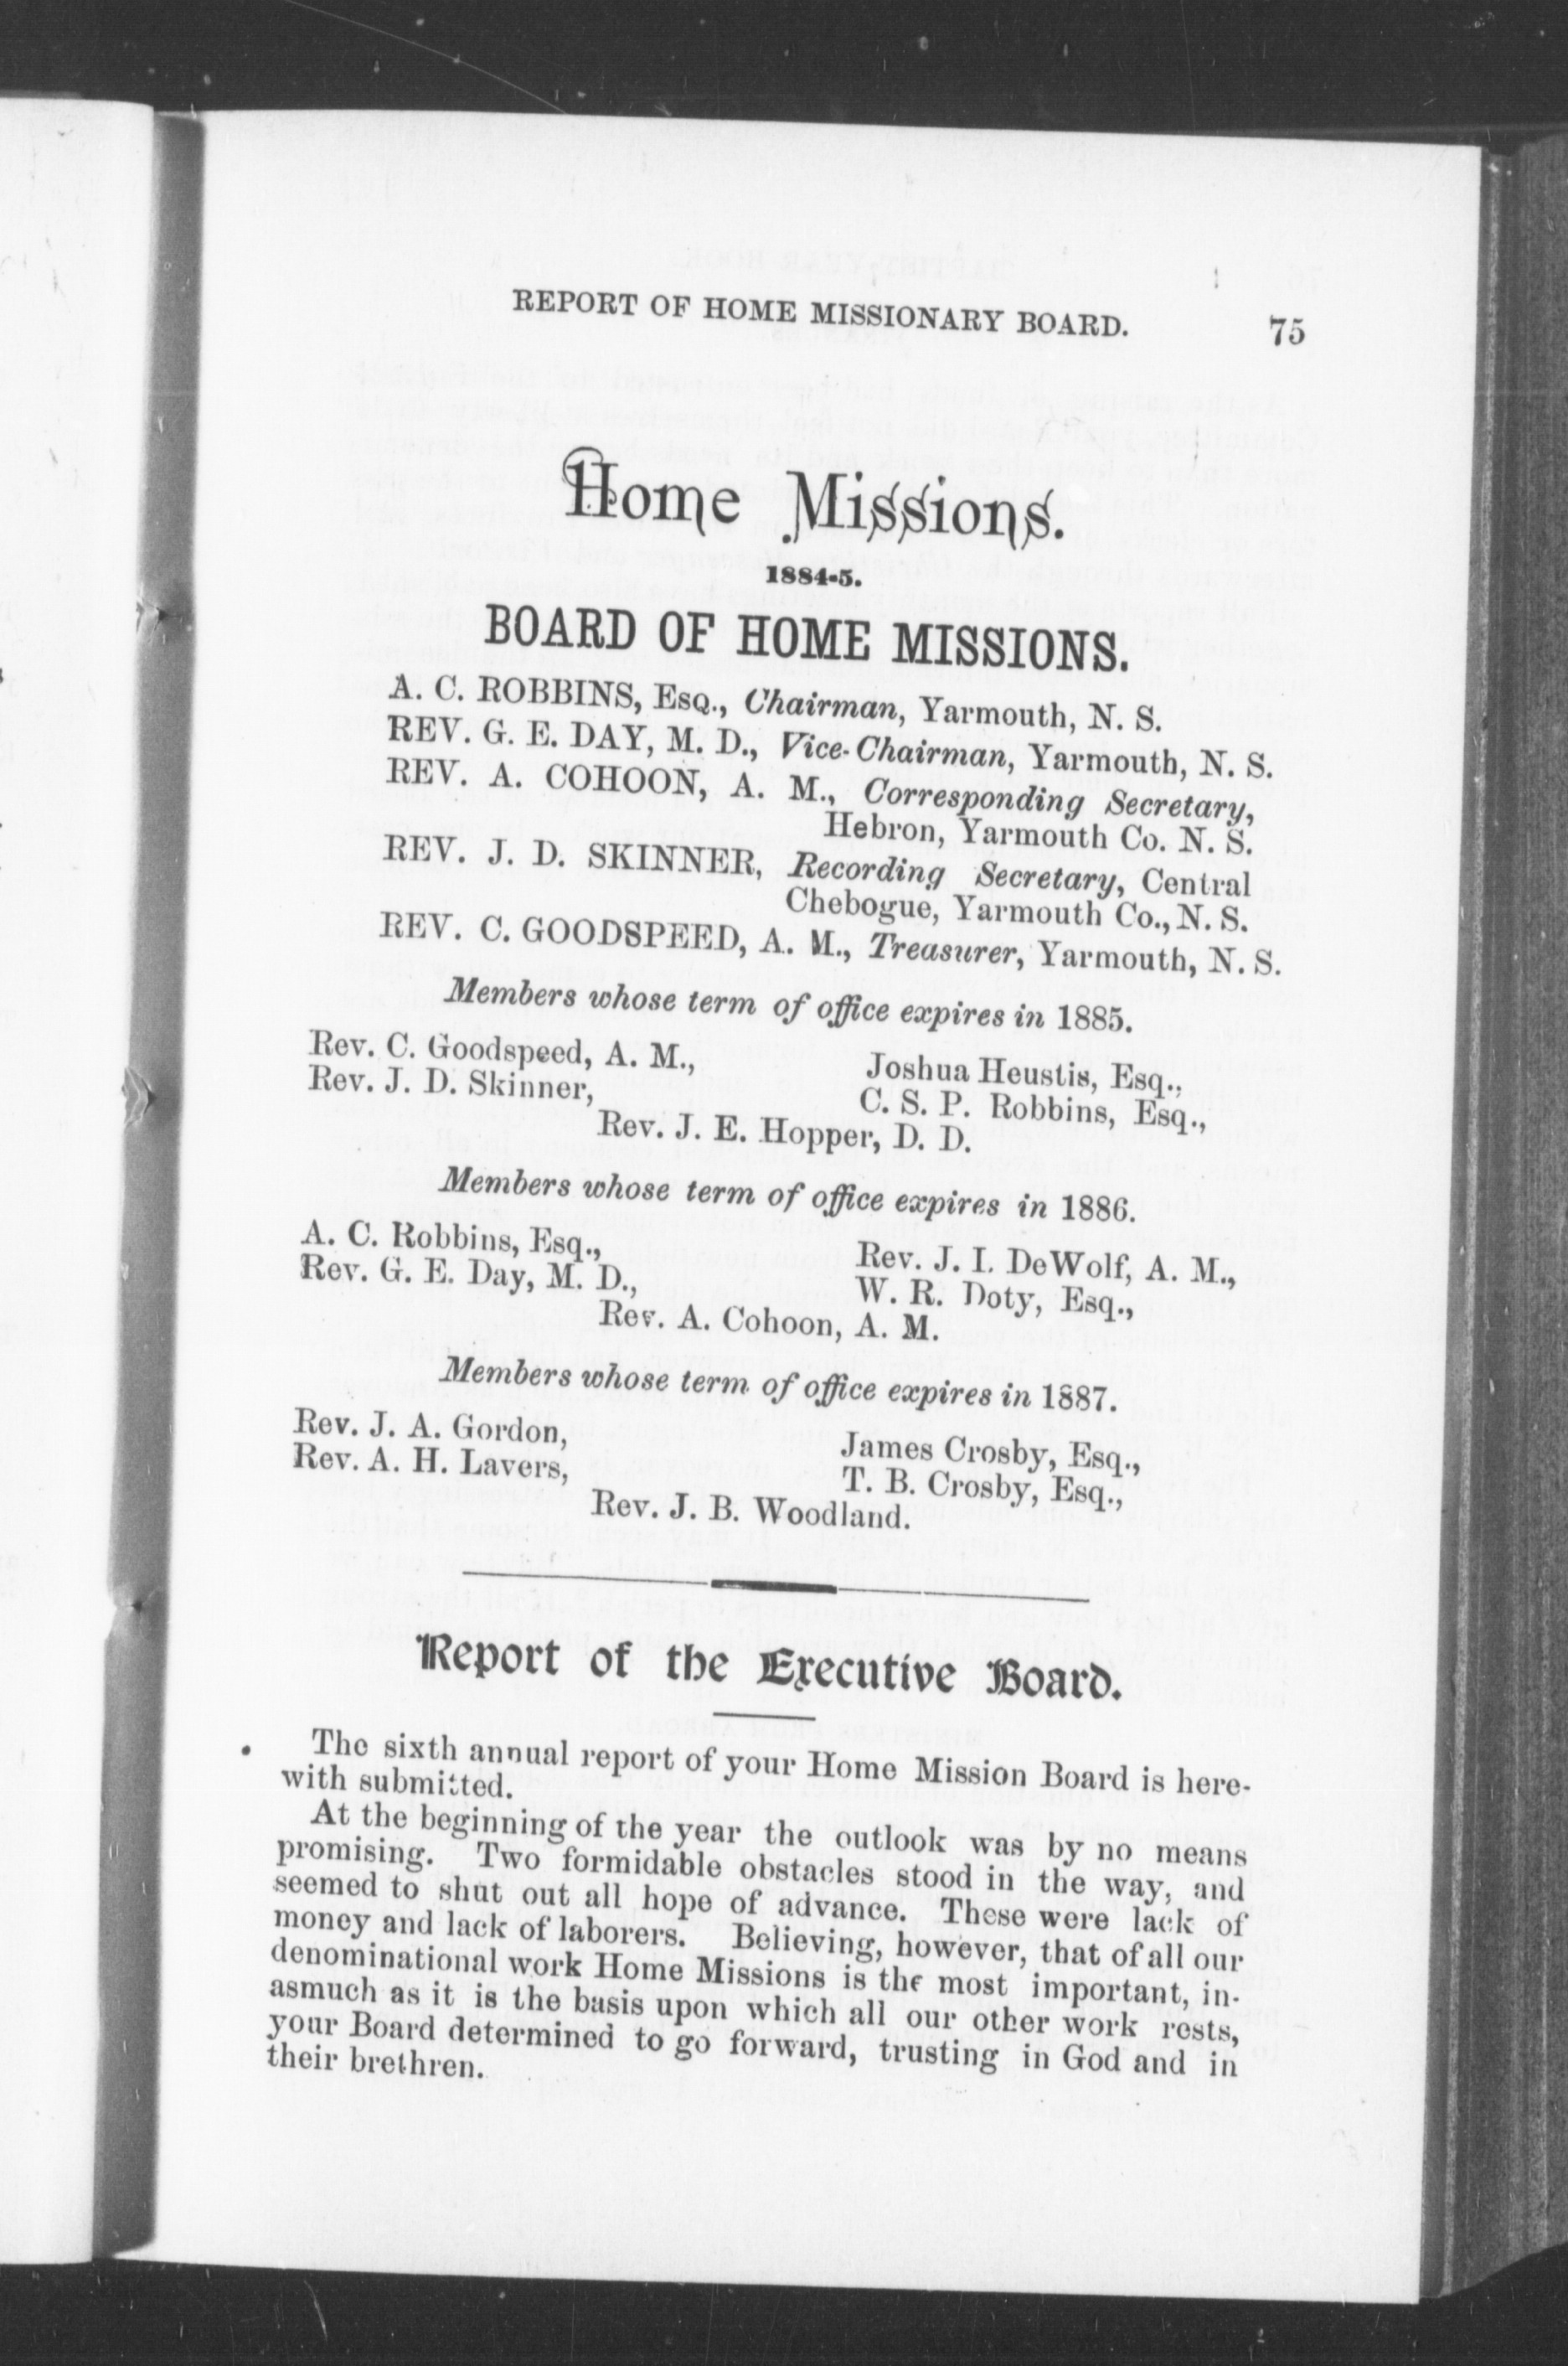 REPORT OF HOME MISSIONARY BOARD. 75
Home Missions.
1884-5.
BOARD OF HOME MISSIONS.
A. C. ROBBINS, ESQ., Chairman, Yarmouth, N. S.
REV. G. E. DAY, M. D., Vice-Chairman, Yarmouth, N. S.
REV. A. COHOON, A. M., Corresponding Secretary,
Hebron, Yarmouth Co. N. S.
REV. J. D. SKINNER, Recording Secretary, Central
Chebogue, Yarmouth Co., N. S.
REV. C. GOODSPEED, A. M., Treasurer, Yarmouth, N. S.
Members whose term of office expires in 1885.
Rev. C. Goodspeed, A. M., Joshua Heustis, Esq.,
Rev. J. D. Skinner, C. S. P. Robbins, Esq.,
Rev. J. E. Hopper, D. D.
Members whose term of office expires in 1886.
A. C. Robbins, Esq., Rev. J. I. DeWolf, A. M.,
Rev. G. E. Day, M. D., W. R. Doty, Esq.,
Rev. A. Cohoon, A. M.
Members whose term of office expires in 1887.
Rev. J. A. Gordon, James Crosby, Esq.,
Rev. A. H. Lavers, T. B. Crosby, Esq.,
Rev. J. B. Woodland.
Report of the Executive Board.
The sixth annual report of your Home Mission Board is here-
with submitted.
At the beginning of the year the outlook was by no means
promising. Two formidable obstacles stood in the way, and
seemed to shut out all hope of advance. These were lack of
money and lack of laborers. Believing, however, that of all our
denominational work Home Missions is the most important, in-
asmuch as it is the basis upon which all our other work rests,
your Board determined to go forward, trusting in God and in
their brethren.